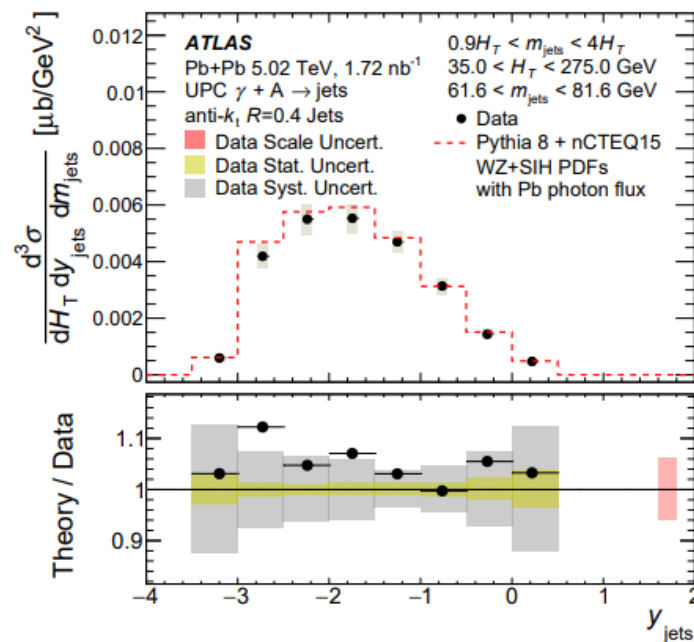 ATLAS
Pb+Pb 5.02 TeV, 1.72 nb⁻¹
UPC γ + A → jets
anti-kₜ R=0.4 Jets
Data Scale Uncert.
Data Stat. Uncert.
Data Syst. Uncert.
0.9H_T < m_jets < 4H_T
35.0 < H_T < 275.0 GeV
61.6 < m_jets < 81.6 GeV
Data
Pythia 8 + nCTEQ15
WZ+SIH PDFs
with Pb photon flux
d³σ
dH_T dy_jets dm_jets
[μb/GeV²]
0.012
0.01
0.008
0.006
0.004
0.002
0
Theory / Data
1.1
1
0.9
−4 −3 −2 −1 0 1 2
y_jets